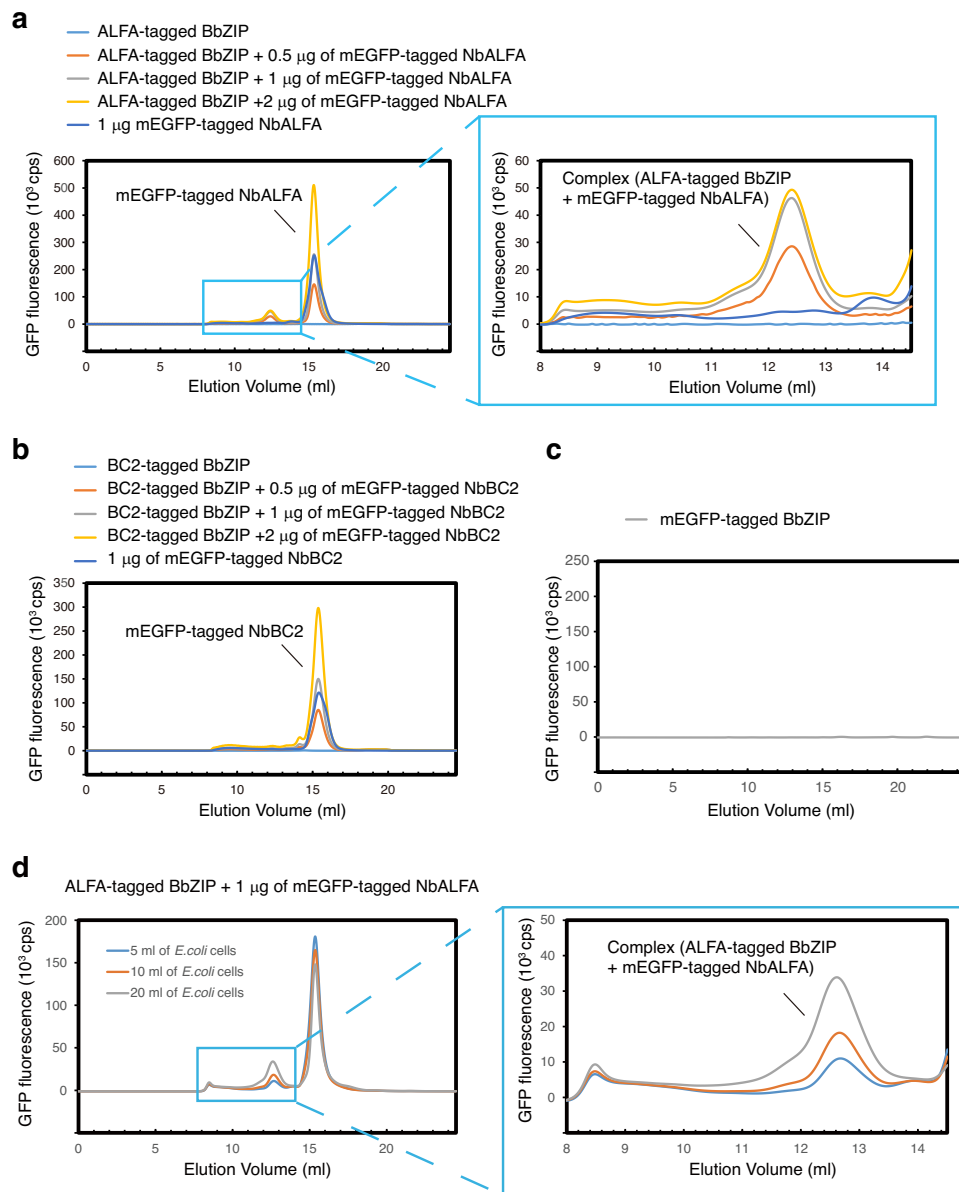 a
ALFA-tagged BbZIP
ALFA-tagged BbZIP + 0.5 µg of mEGFP-tagged NbALFA
ALFA-tagged BbZIP + 1 µg of mEGFP-tagged NbALFA
ALFA-tagged BbZIP +2 µg of mEGFP-tagged NbALFA
1 µg mEGFP-tagged NbALFA
GFP fluorescence (10³ cps)
600
500
400
300
200
100
0
mEGFP-tagged NbALFA
0 5 10 15 20
Elution Volume (ml)
GFP fluorescence (10³ cps)
60
50
40
30
20
10
0
Complex (ALFA-tagged BbZIP
+ mEGFP-tagged NbALFA)
8 9 10 11 12 13 14
Elution Volume (ml)
b
BC2-tagged BbZIP
BC2-tagged BbZIP + 0.5 µg of mEGFP-tagged NbBC2
BC2-tagged BbZIP + 1 µg of mEGFP-tagged NbBC2
BC2-tagged BbZIP +2 µg of mEGFP-tagged NbBC2
1 µg of mEGFP-tagged NbBC2
GFP fluorescence (10³ cps)
350
300
250
200
150
100
50
0
mEGFP-tagged NbBC2
0 5 10 15 20
Elution Volume (ml)
c
mEGFP-tagged BbZIP
GFP fluorescence (10³ cps)
250
200
150
100
50
0
0 5 10 15 20
Elution Volume (ml)
d
ALFA-tagged BbZIP + 1 µg of mEGFP-tagged NbALFA
GFP fluorescence (10³ cps)
200
150
100
50
0
5 ml of E.coli cells
10 ml of E.coli cells
20 ml of E.coli cells
0 5 10 15 20
Elution Volume (ml)
GFP fluorescence (10³ cps)
50
40
30
20
10
0
Complex (ALFA-tagged BbZIP
+ mEGFP-tagged NbALFA)
8 9 10 11 12 13 14
Elution Volume (ml)